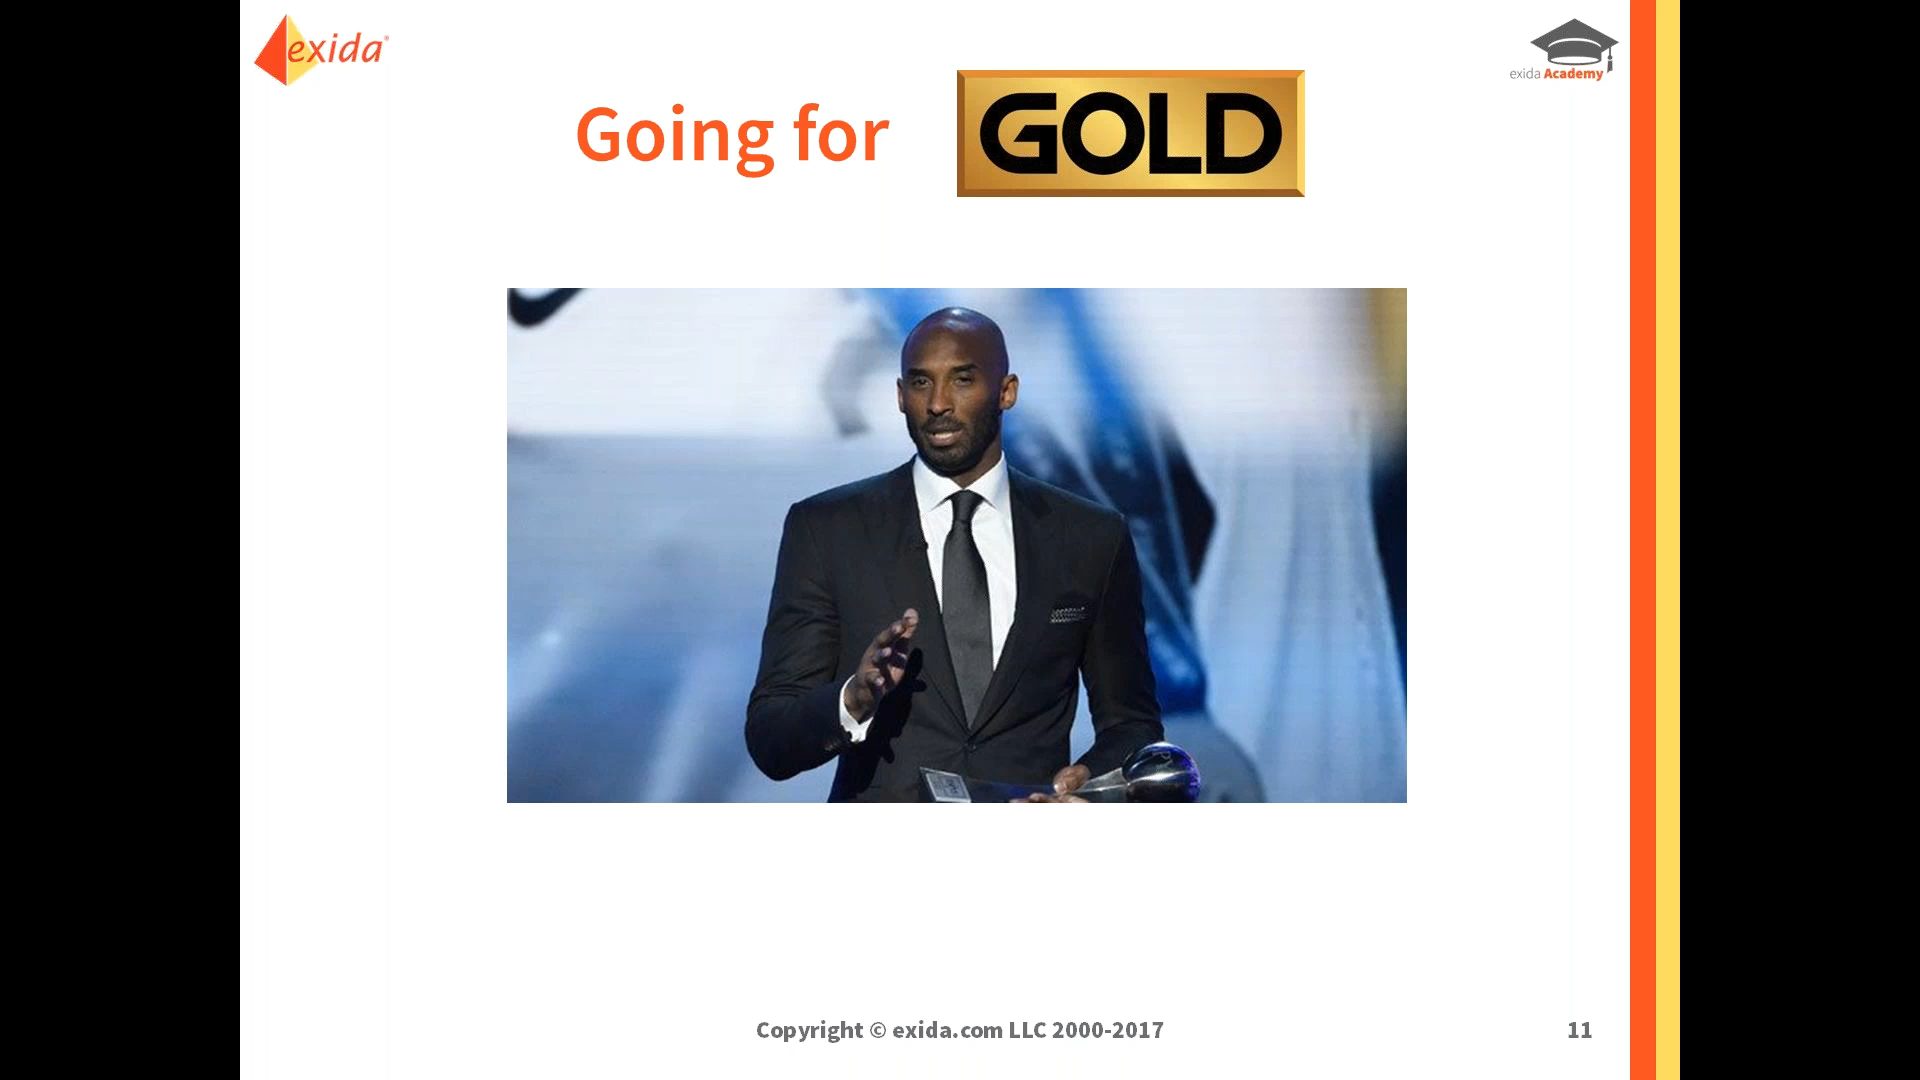 exida
exida Academy
Going for GOLD
Copyright © exida.com LLC 2000-2017
11